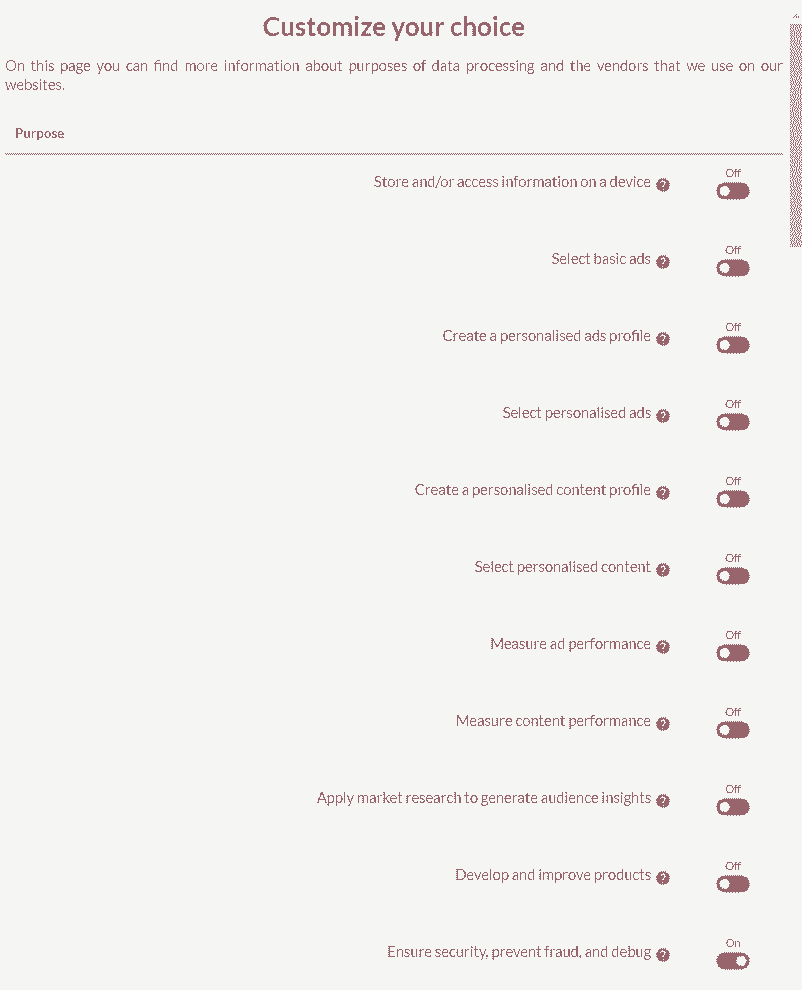 Customize your choice
On this page you can find more information about purposes of data processing and the vendors that we use on our
websites.
Purpose
Off
Store and/or access information on a device ?
Off
Select basic ads ?
Off
Create a personalised ads profile ?
Off
Select personalised ads ?
Off
Create a personalised content profile ?
Off
Select personalised content ?
Off
Measure ad performance ?
Off
Measure content performance ?
Off
Apply market research to generate audience insights ?
Off
Develop and improve products ?
On
Ensure security, prevent fraud, and debug ?